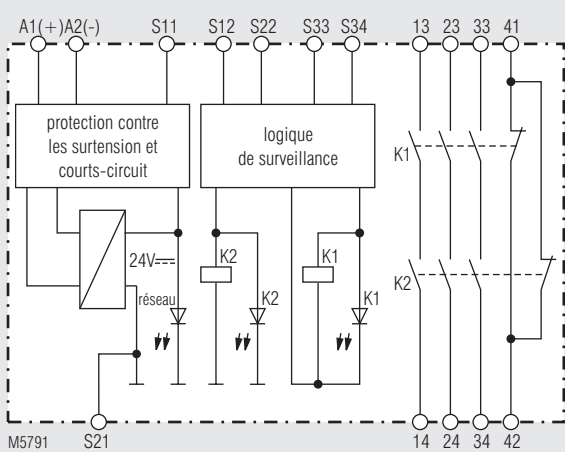 A1(+) A2(-) S11 S12 S22 S33 S34 13 23 33 41
protection contre
les surtension et
courts-circuit
logique
de surveillance
K1
24V
K2
K1
réseau
K2
K1
K2
M5791
S21
14 24 34 42